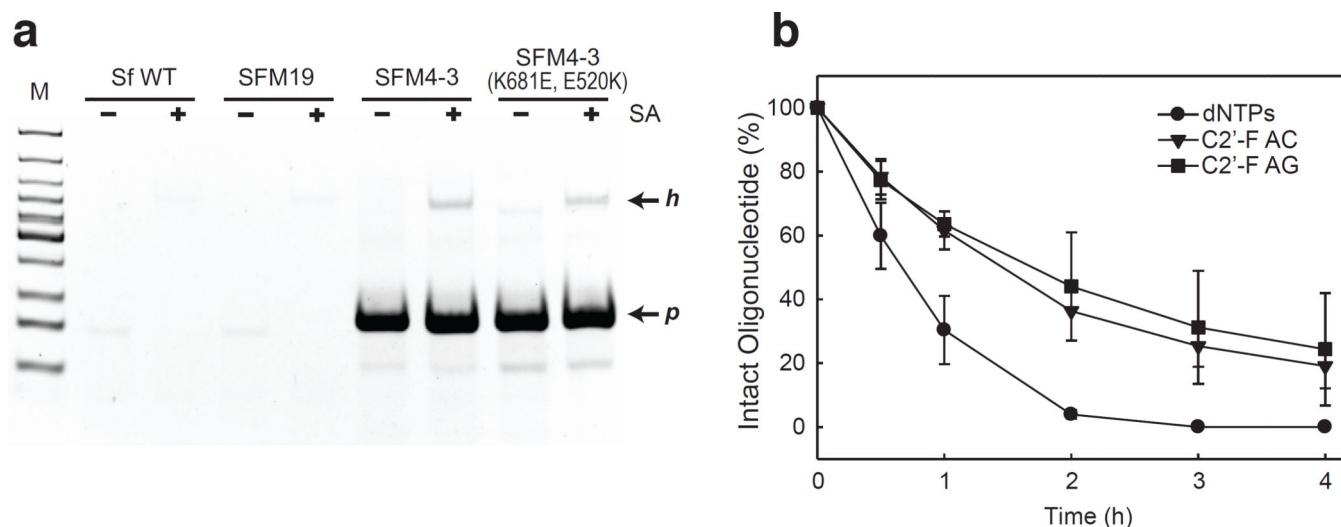 a
M
Sf WT
SFM19
SFM4-3
SFM4-3
(K681E, E520K)
− + − + − + − + SA
h
p
b
Intact Oligonucleotide (%)
100
80
60
40
20
0
dNTPs
C2'-F AC
C2'-F AG
0 1 2 3 4
Time (h)